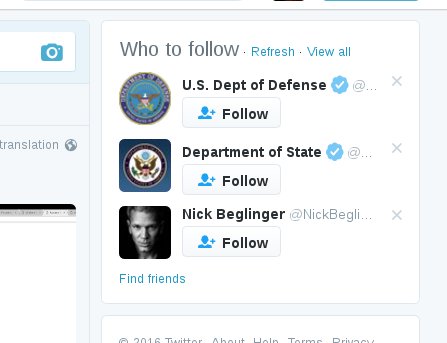 Who to follow · Refresh · View all
U.S. Dept of Defense @...
Follow
translation
Department of State @...
Follow
Nick Beglinger @NickBegli...
Follow
Find friends
© 2016 Twitter About Help Terms Privacy